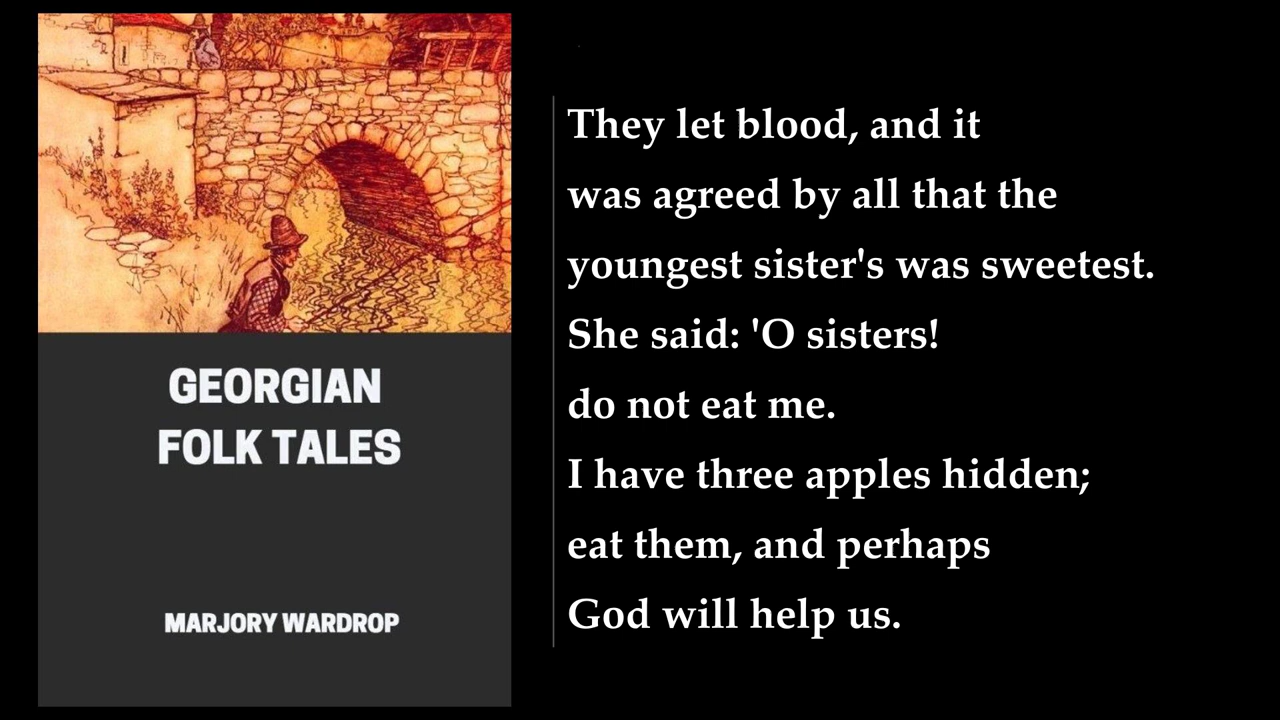 GEORGIAN
FOLK TALES
MARJORY WARDROP
They let blood, and it
was agreed by all that the
youngest sister's was sweetest.
She said: 'O sisters!
do not eat me.
I have three apples hidden;
eat them, and perhaps
God will help us.